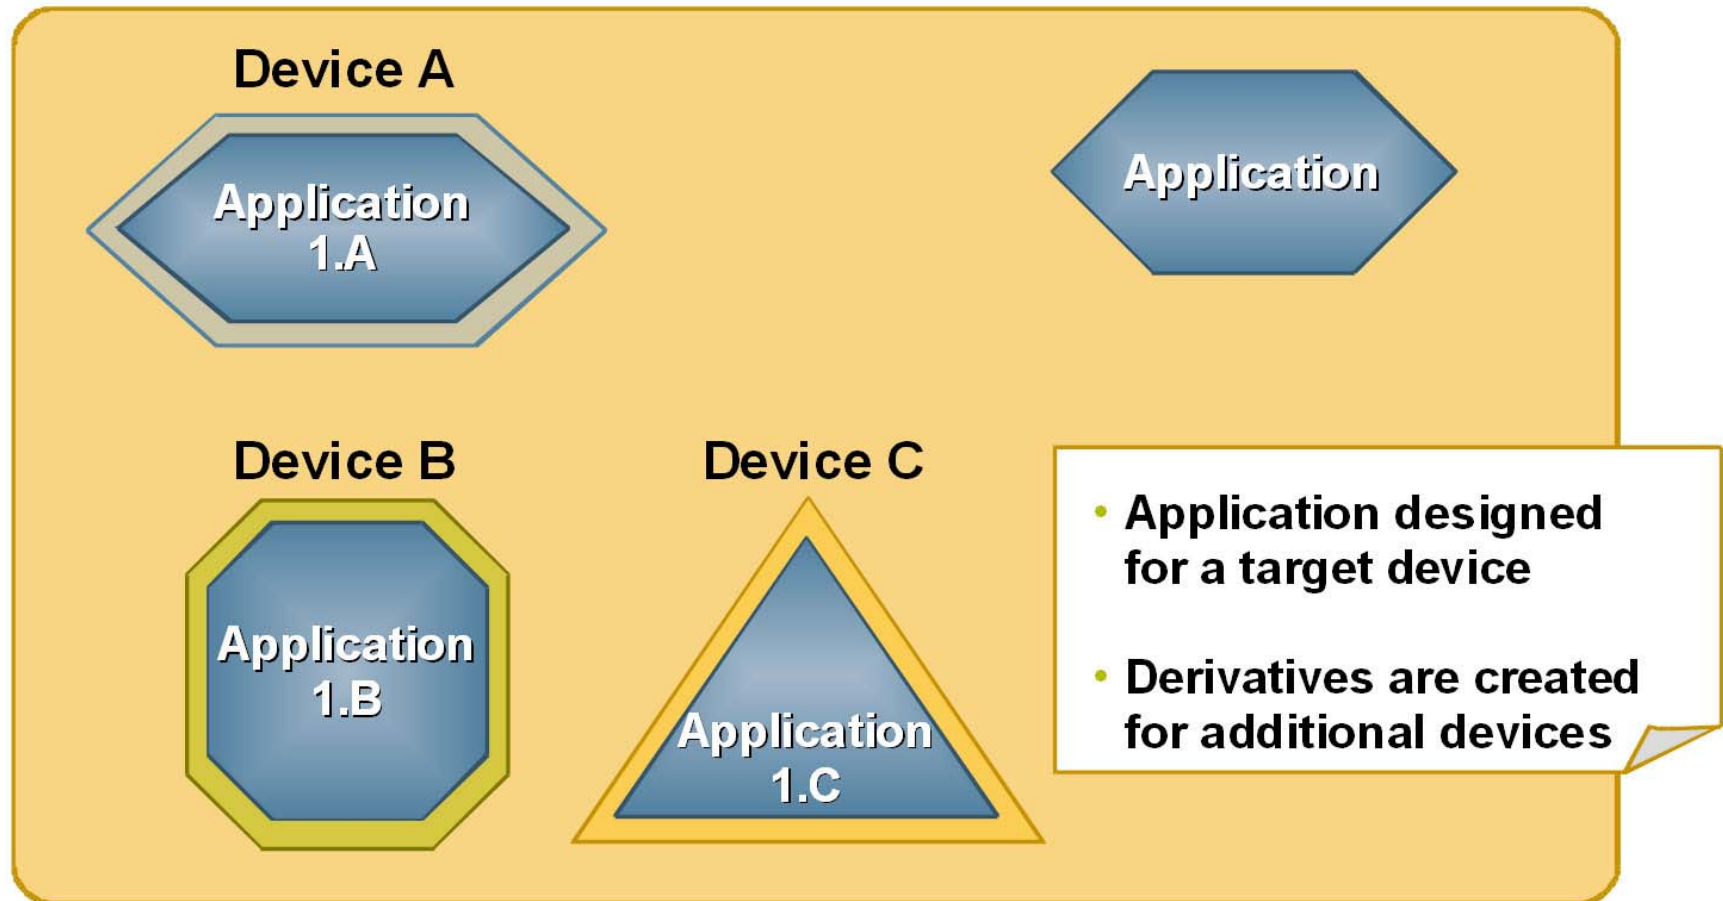 Device A
Application
1.A
Application
Device B
Application
1.B
Device C
Application
1.C
• Application designed
for a target device
• Derivatives are created
for additional devices